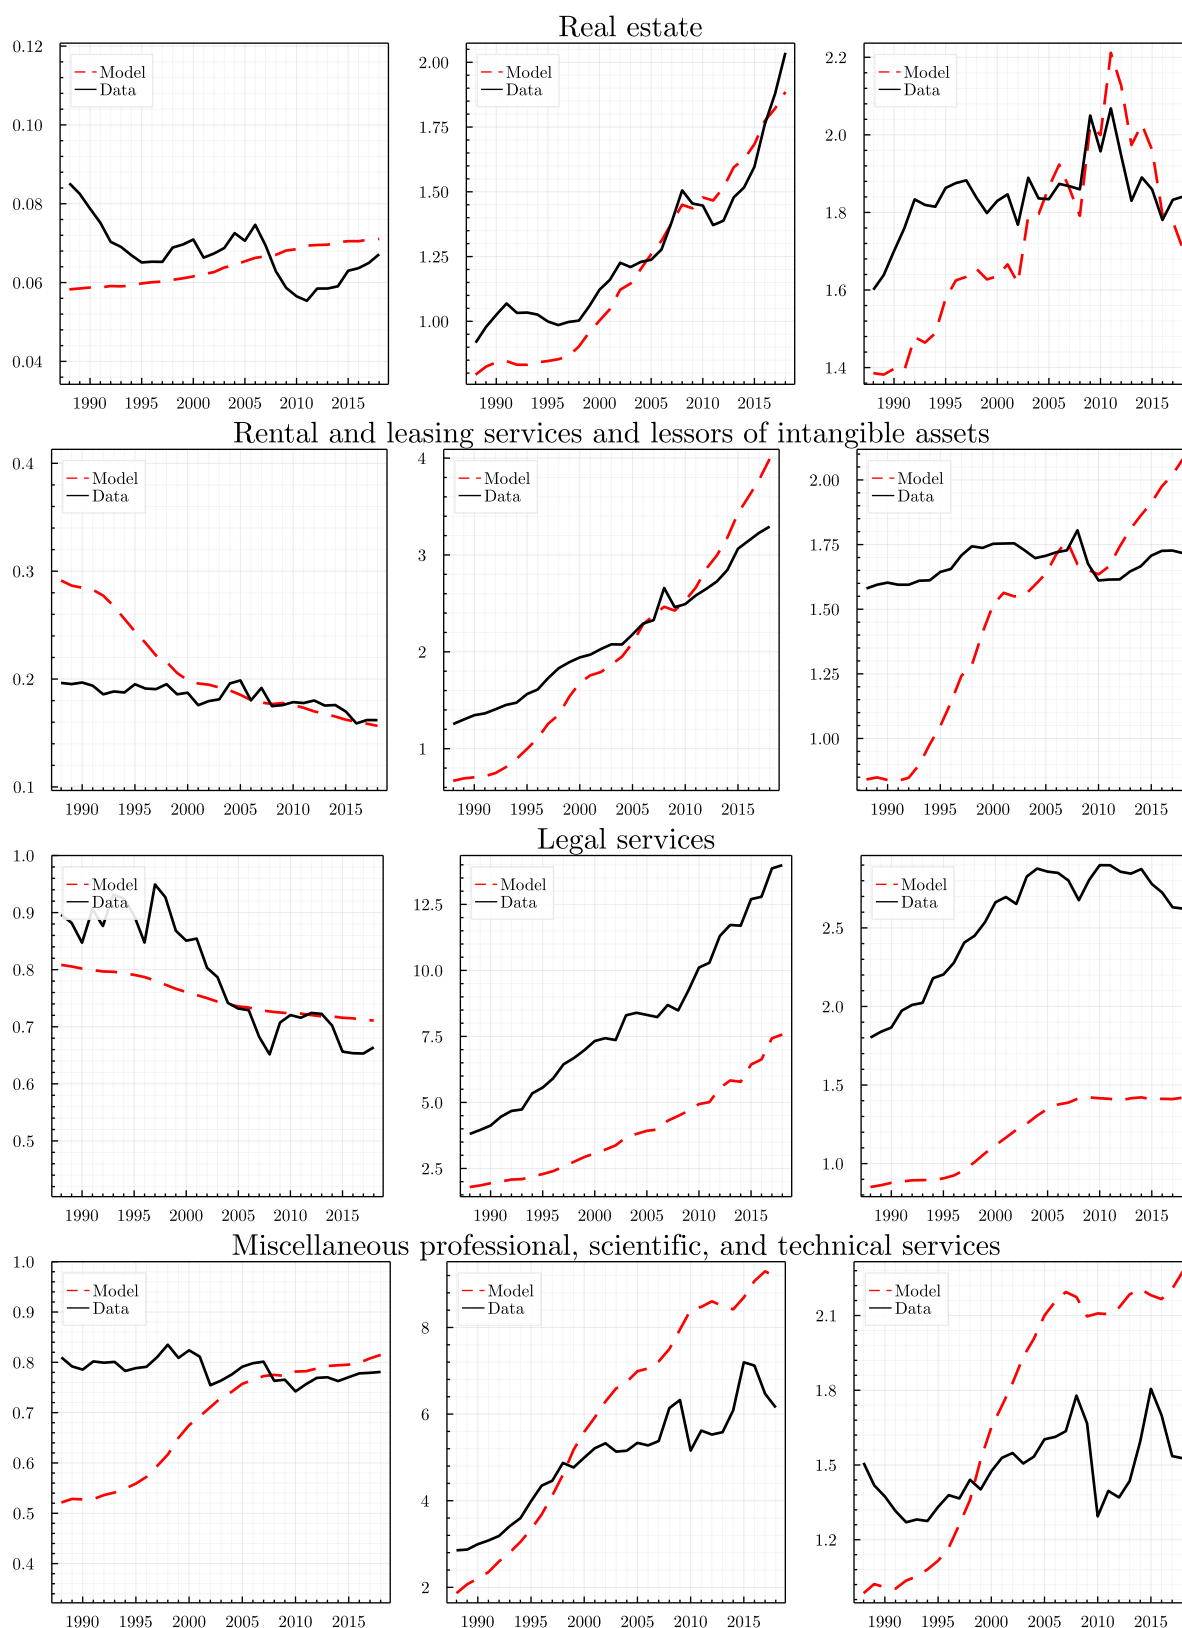 Real estate
0.12
0.10
0.08
0.06
0.04
Model
Data
1990 1995 2000 2005 2010 2015
2.00
1.75
1.50
1.25
1.00
Model
Data
1990 1995 2000 2005 2010 2015
2.2
2.0
1.8
1.6
1.4
Model
Data
1990 1995 2000 2005 2010 2015
Rental and leasing services and lessors of intangible assets
0.4
0.3
0.2
0.1
Model
Data
1990 1995 2000 2005 2010 2015
4
3
2
1
Model
Data
1990 1995 2000 2005 2010 2015
2.00
1.75
1.50
1.25
1.00
Model
Data
1990 1995 2000 2005 2010 2015
Legal services
1.0
0.9
0.8
0.7
0.6
0.5
Model
Data
1990 1995 2000 2005 2010 2015
12.5
10.0
7.5
5.0
2.5
Model
Data
1990 1995 2000 2005 2010 2015
2.5
2.0
1.5
1.0
Model
Data
1990 1995 2000 2005 2010 2015
Miscellaneous professional, scientific, and technical services
1.0
0.9
0.8
0.7
0.6
0.5
0.4
Model
Data
1990 1995 2000 2005 2010 2015
8
6
4
2
Model
Data
1990 1995 2000 2005 2010 2015
2.1
1.8
1.5
1.2
Model
Data
1990 1995 2000 2005 2010 2015